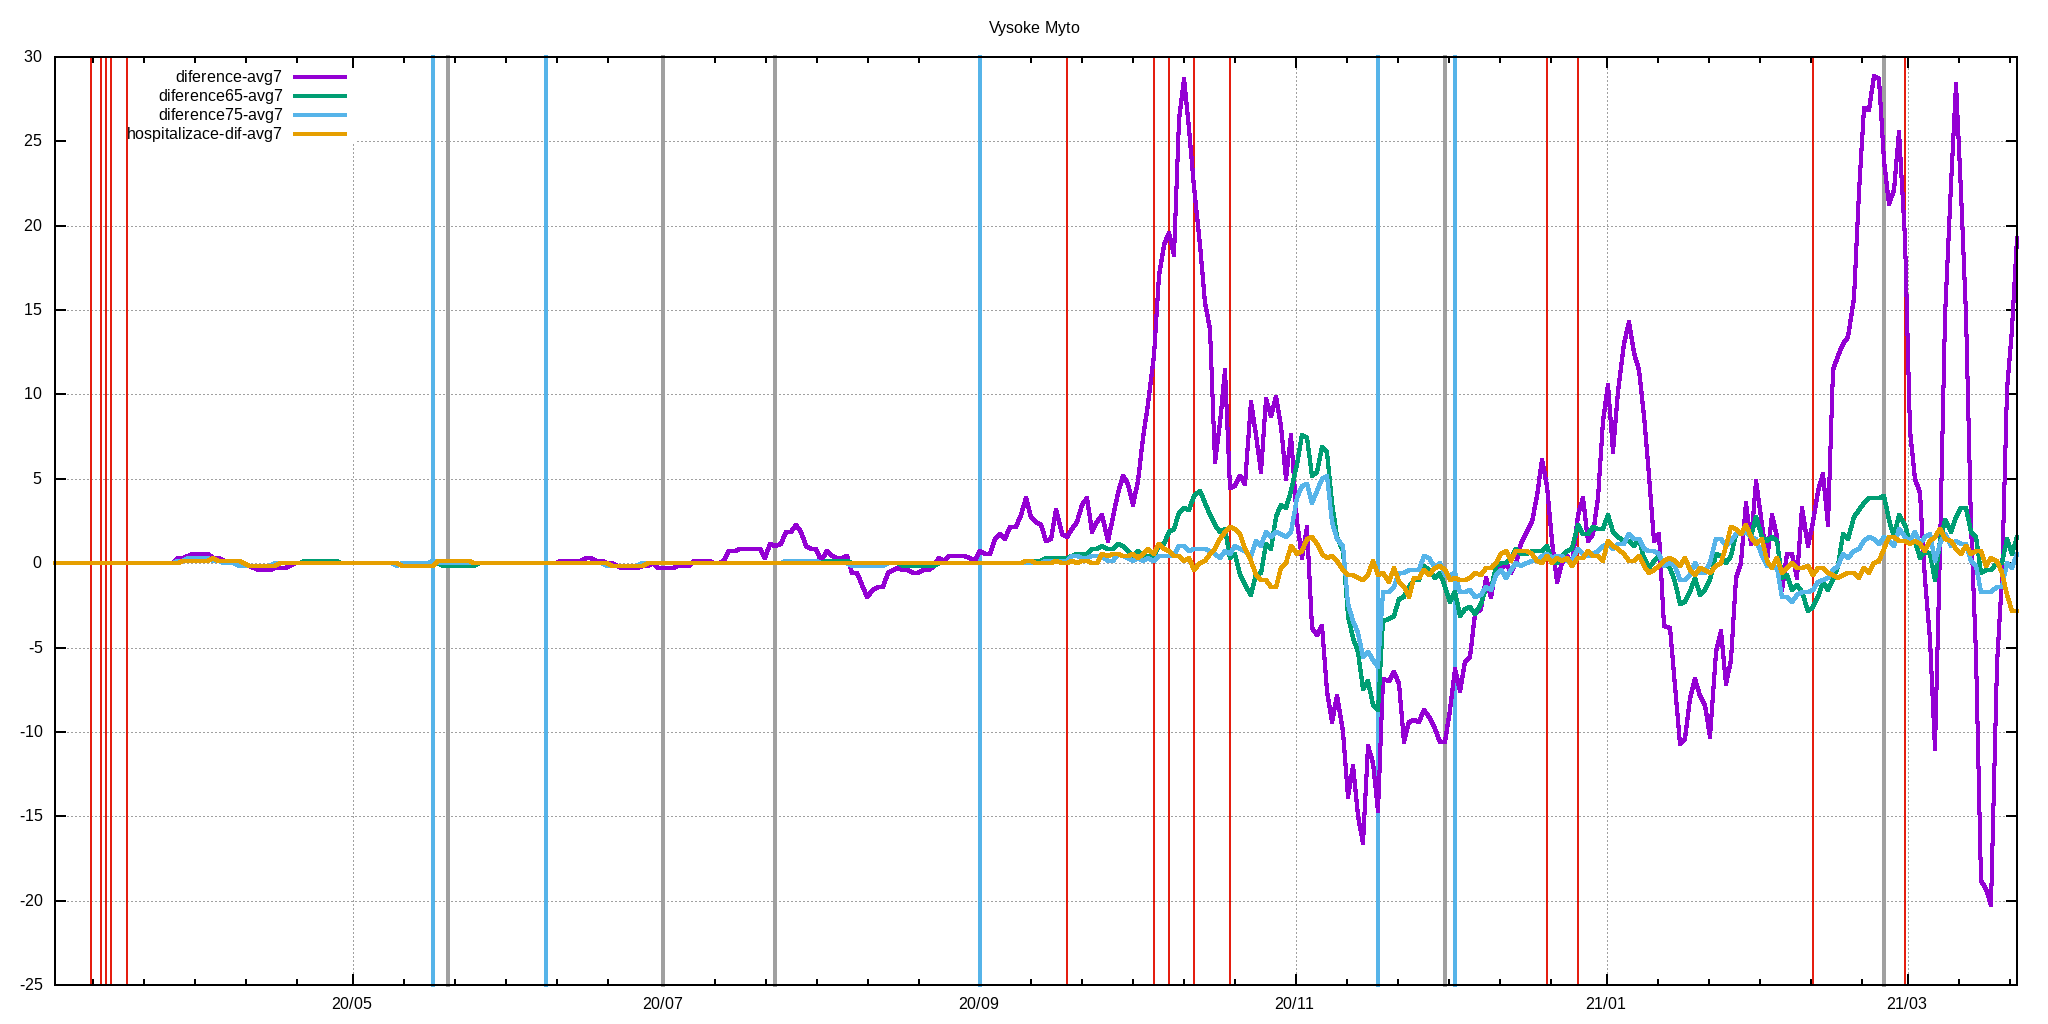 Vysoke Myto
diference-avg7
diference65-avg7
diference75-avg7
hospitalizace-dif-avg7
30
25
20
15
10
5
0
-5
-10
-15
-20
-25
20/05 20/07 20/09 20/11 21/01 21/03